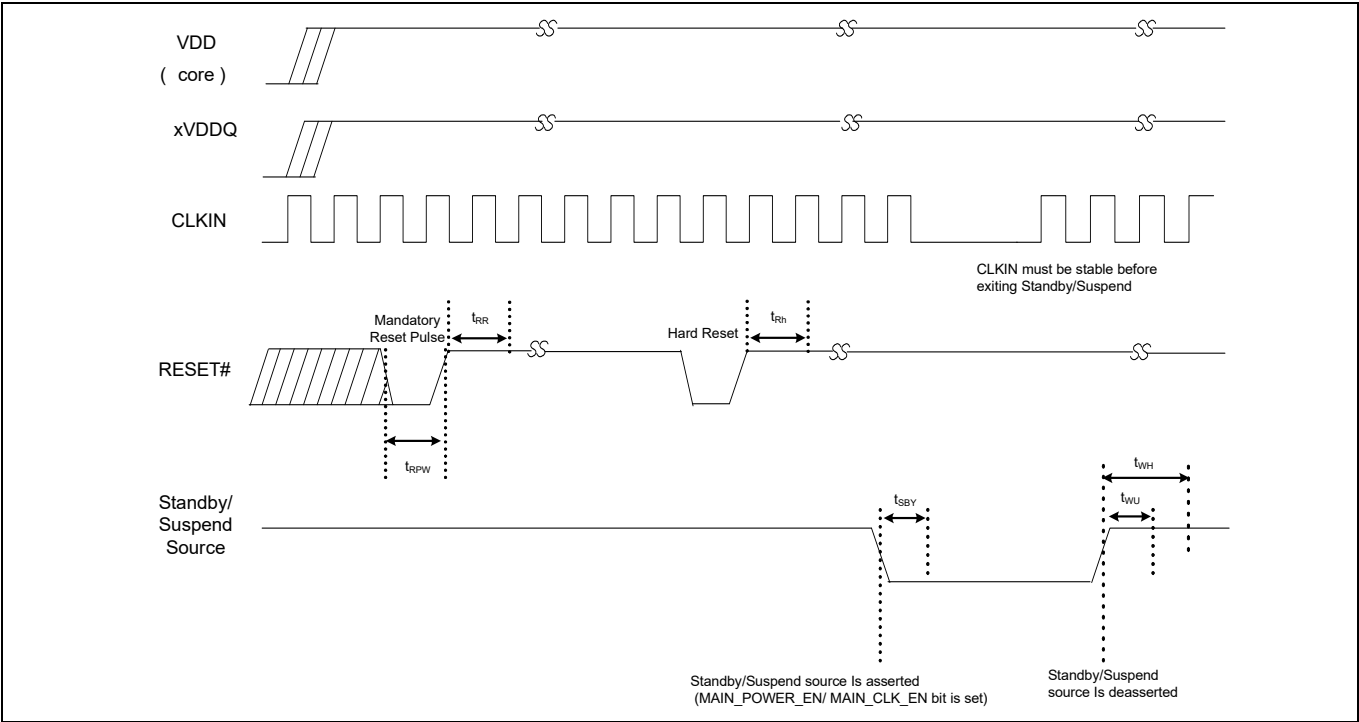 VDD
( core )
xVDDQ
CLKIN
CLKIN must be stable before
exiting Standby/Suspend
Mandatory
Reset Pulse
tRR
Hard Reset
tRh
RESET#
tRPW
Standby/
Suspend
Source
tSBY
tWH
tWU
Standby/Suspend source Is asserted
(MAIN_POWER_EN/ MAIN_CLK_EN bit is set)
Standby/Suspend
source Is deasserted